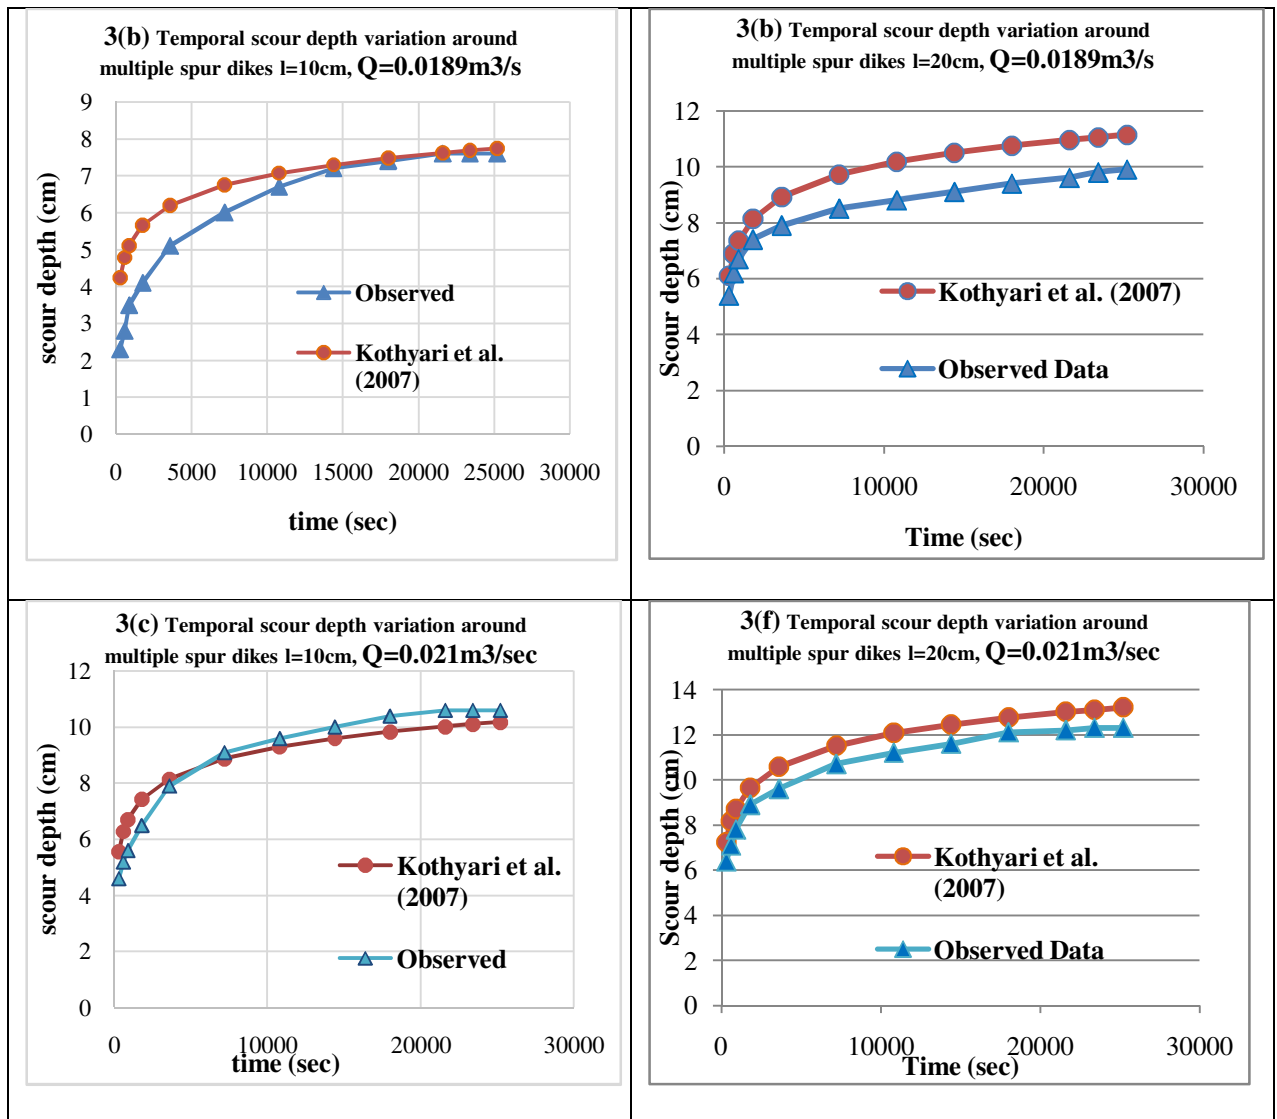 3(b) Temporal scour depth variation around
multiple spur dikes l=10cm, Q=0.0189m3/s
9
8
7
6
5
4
3
2
1
0
scour depth (cm)
Observed
Kothyari et al.
(2007)
0 5000 10000 15000 20000 25000 30000
time (sec)
3(b) Temporal scour depth variation around
multiple spur dikes l=20cm, Q=0.0189m3/s
12
10
8
6
4
2
0
Scour depth (cm)
Kothyari et al. (2007)
Observed Data
0 10000 20000 30000
Time (sec)
3(c) Temporal scour depth variation around
multiple spur dikes l=10cm, Q=0.021m3/sec
12
10
8
6
4
2
0
scour depth (cm)
Kothyari et al.
(2007)
Observed
0 10000 20000 30000
time (sec)
3(f) Temporal scour depth variation around
multiple spur dikes l=20cm, Q=0.021m3/sec
14
12
10
8
6
4
2
0
Scour depth (cm)
Kothyari et al.
(2007)
Observed Data
0 10000 20000 30000
Time (sec)